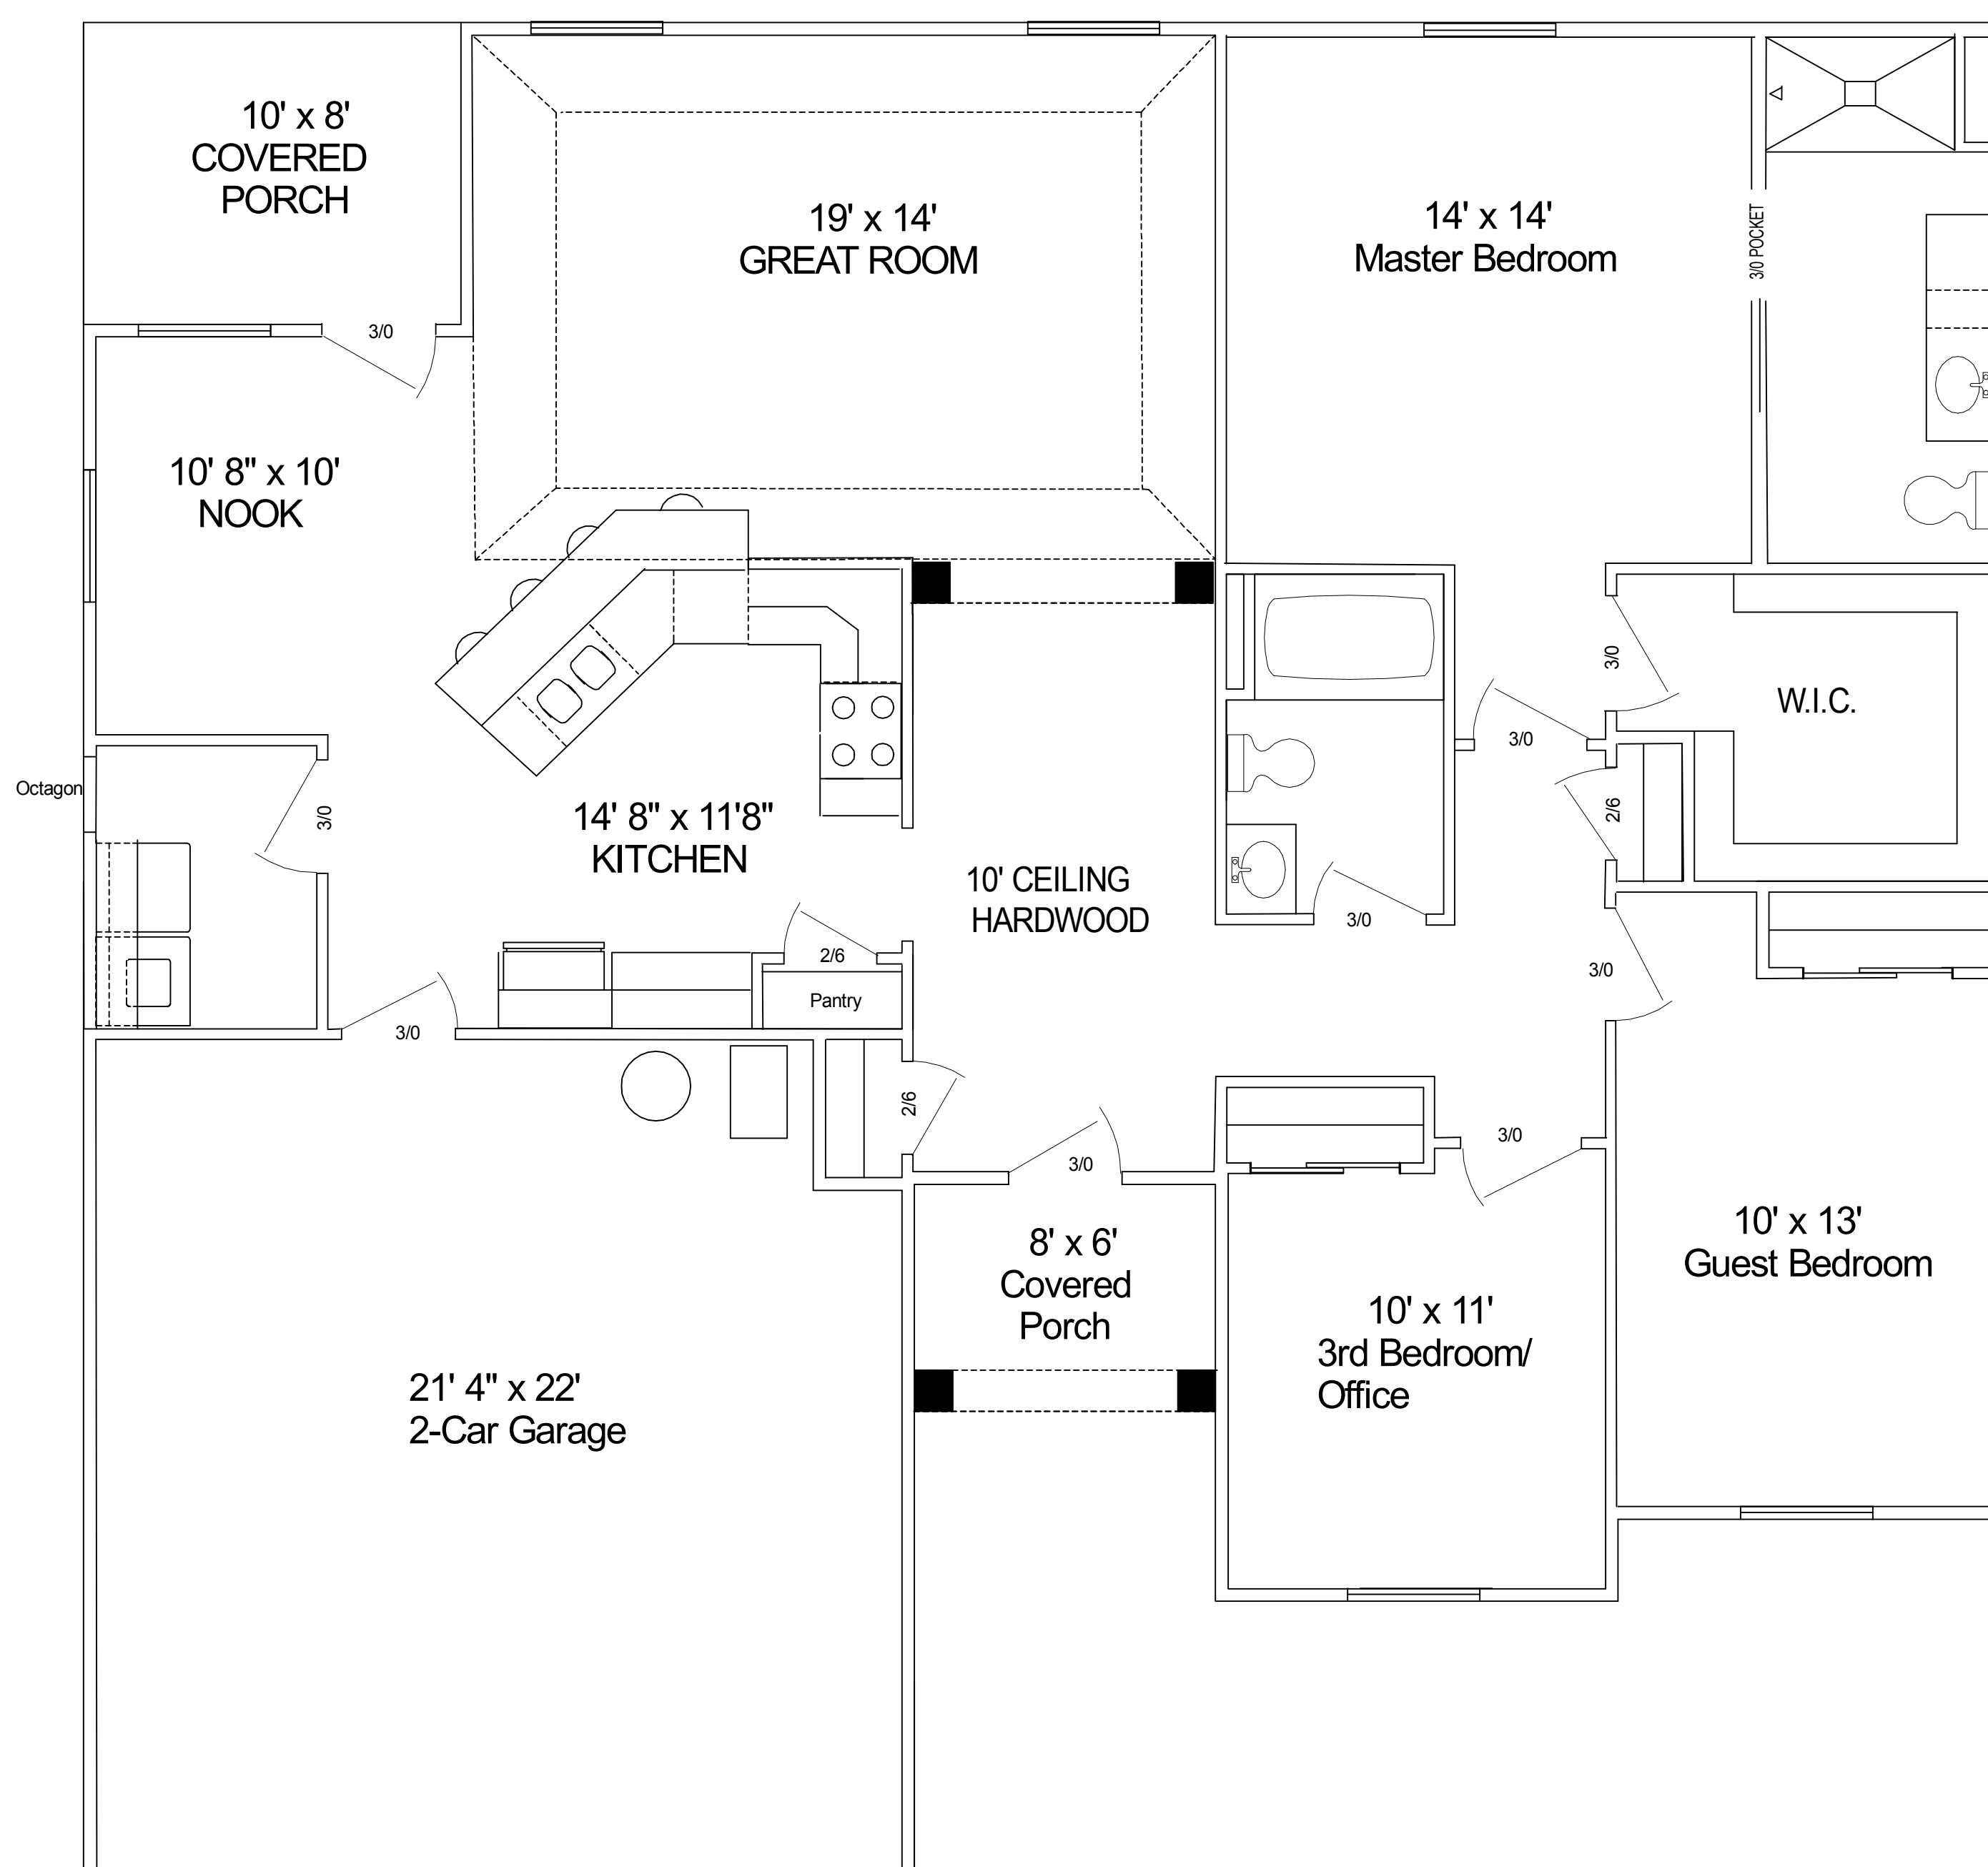 10' x 8'
COVERED
PORCH
19' x 14'
GREAT ROOM
14' x 14'
Master Bedroom
3/0 POCKET
3/0
10' 8" x 10'
NOOK
3/0
W.I.C.
3/0
Octagon
3/0
14' 8" x 11'8"
KITCHEN
2/6
10' CEILING
HARDWOOD
3/0
2/6
3/0
Pantry
3/0
2/6
3/0
3/0
8' x 6'
Covered
Porch
10' x 13'
Guest Bedroom
10' x 11'
3rd Bedroom/
Office
21' 4" x 22'
2-Car Garage